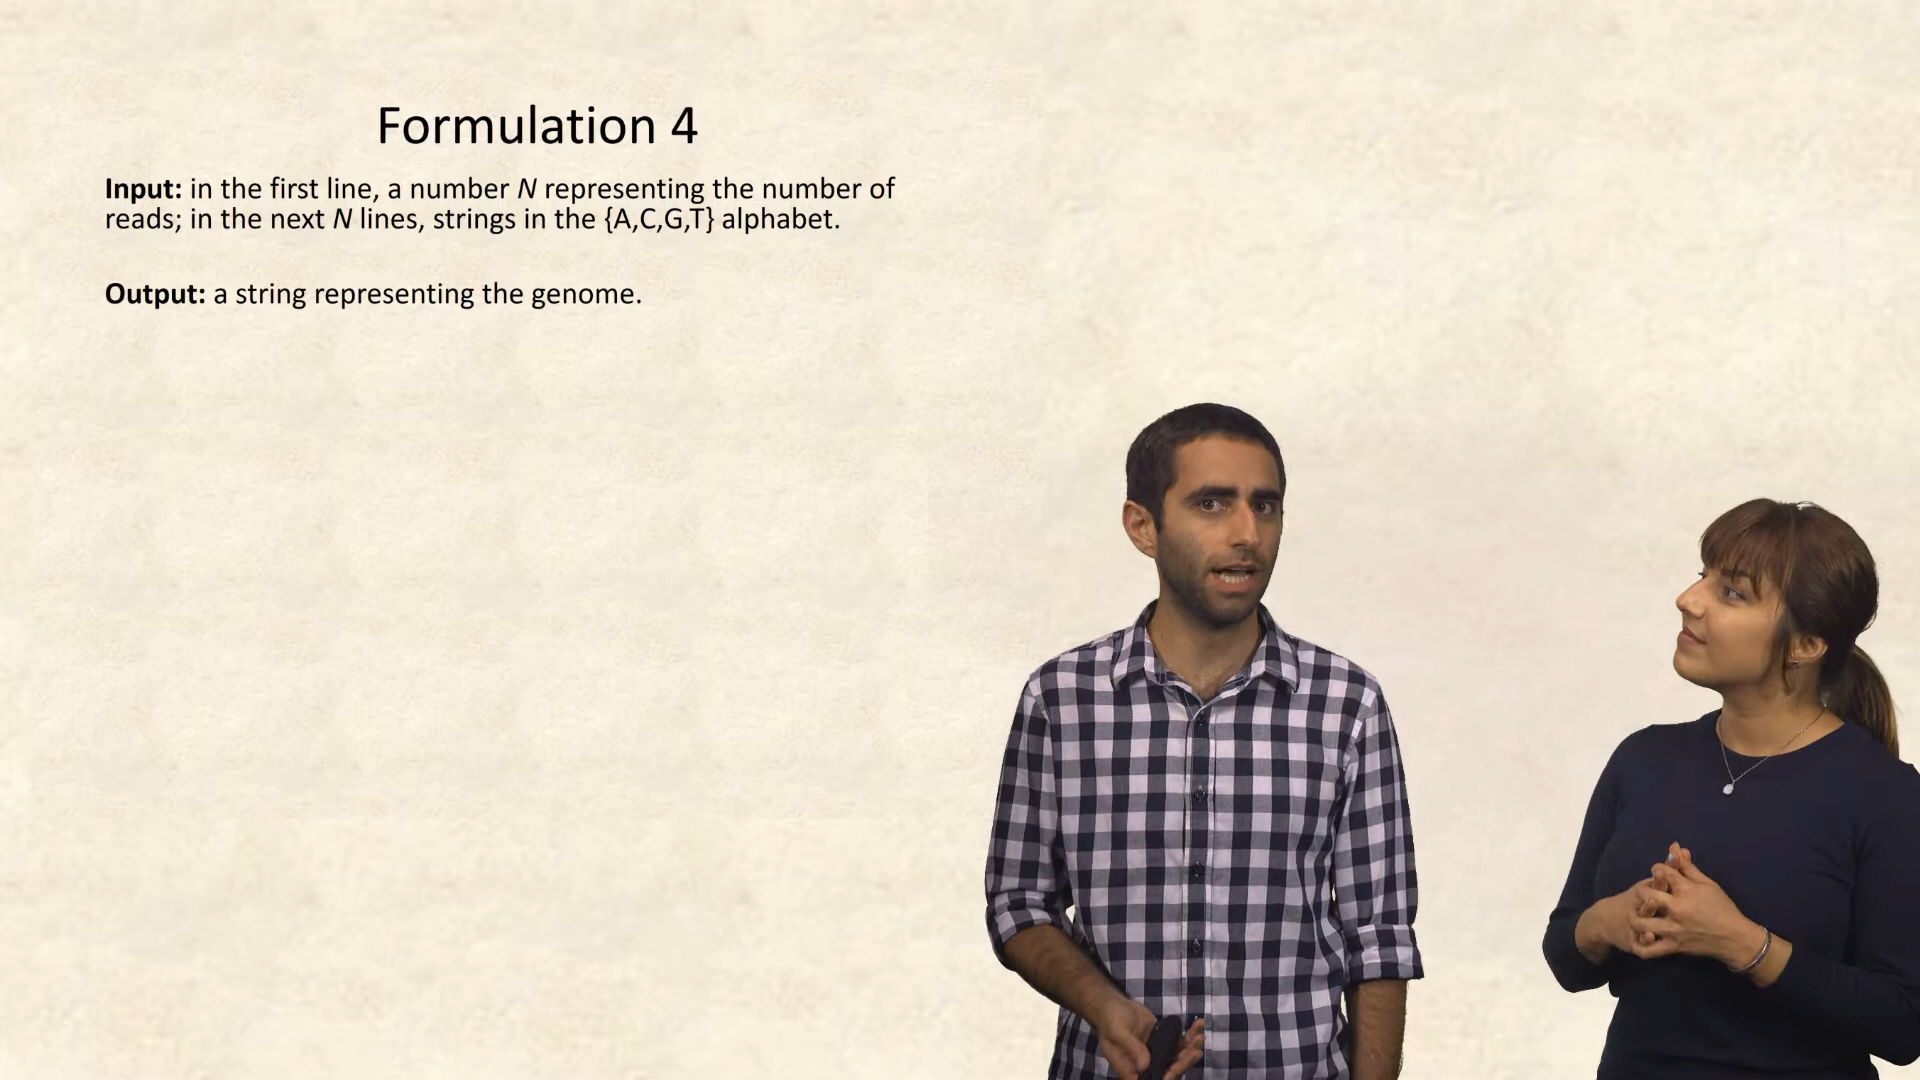 Formulation 4
Input: in the first line, a number N representing the number of
reads; in the next N lines, strings in the {A,C,G,T} alphabet.
Output: a string representing the genome.